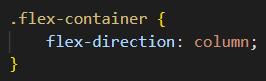 .flex-container {
    flex-direction: column;
}